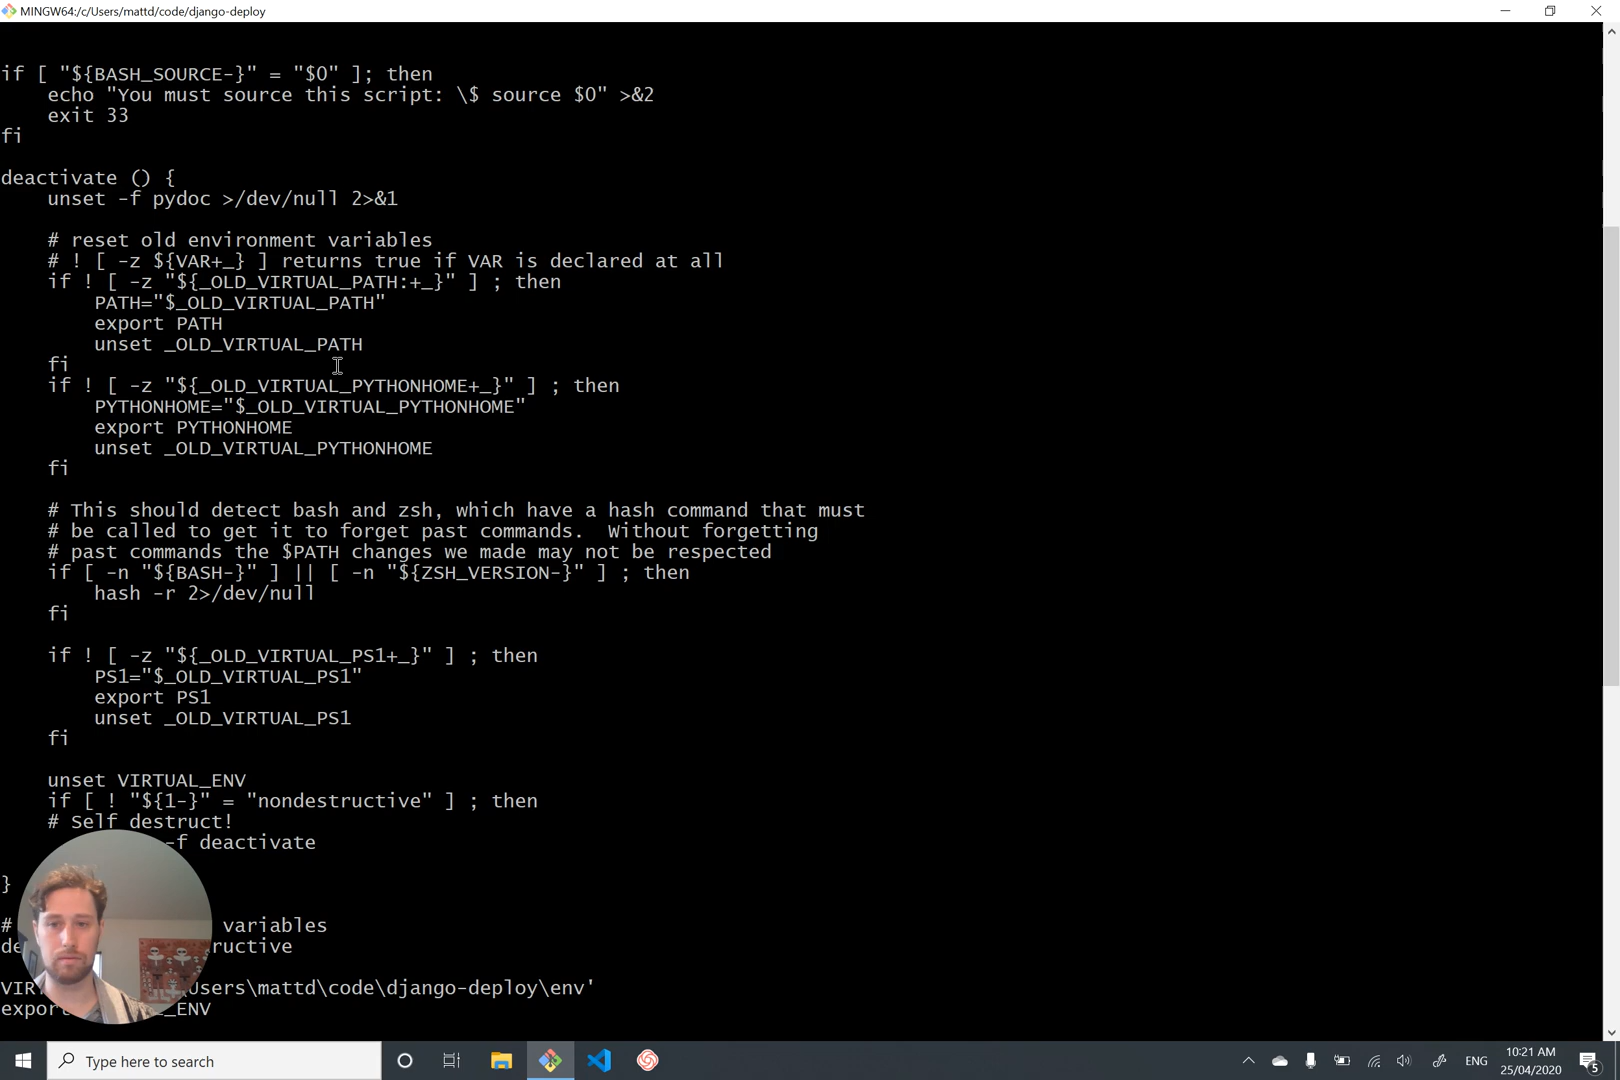 MINGW64:/c/Users/mattd/code/django-deploy
if [ "${BASH_SOURCE-}" = "$0" ]; then
    echo "You must source this script: \$ source $0" >&2
    exit 33
fi
deactivate () {
    unset -f pydoc >/dev/null 2>&1
    # reset old environment variables
    # ! [ -z ${VAR+_} ] returns true if VAR is declared at all
    if ! [ -z "${_OLD_VIRTUAL_PATH:+_}" ] ; then
        PATH="$_OLD_VIRTUAL_PATH"
        export PATH
        unset _OLD_VIRTUAL_PATH
    fi
    if ! [ -z "${_OLD_VIRTUAL_PYTHONHOME+_}" ] ; then
        PYTHONHOME="$_OLD_VIRTUAL_PYTHONHOME"
        export PYTHONHOME
        unset _OLD_VIRTUAL_PYTHONHOME
    fi
    # This should detect bash and zsh, which have a hash command that must
    # be called to get it to forget past commands.  Without forgetting
    # past commands the $PATH changes we made may not be respected
    if [ -n "${BASH-}" ] || [ -n "${ZSH_VERSION-}" ] ; then
        hash -r 2>/dev/null
    fi
    if ! [ -z "${_OLD_VIRTUAL_PS1+_}" ] ; then
        PS1="$_OLD_VIRTUAL_PS1"
        export PS1
        unset _OLD_VIRTUAL_PS1
    fi
    unset VIRTUAL_ENV
    if [ ! "${1-}" = "nondestructive" ] ; then
    # Self destruct!
-f deactivate
}
# variables
de ructive
VIR Users\mattd\code\django-deploy\env'
export _ENV
Type here to search
ENG
10:21 AM
25/04/2020
5